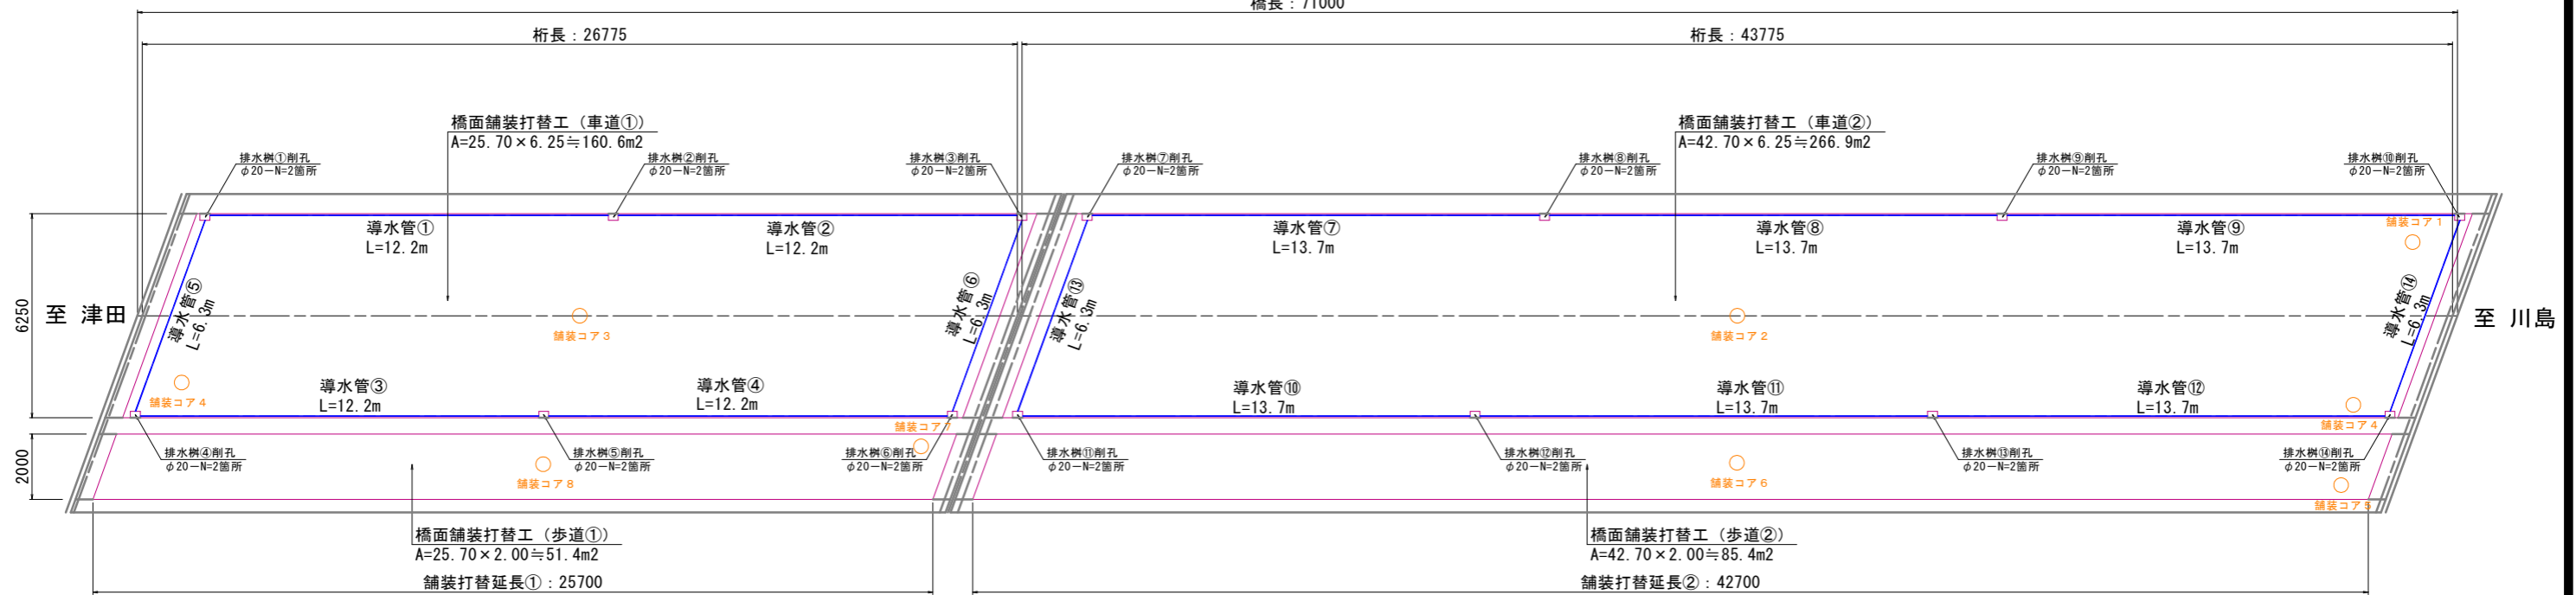 橋長：71000
桁長：26775
桁長：43775
橋面舗装打替工（車道①）
A=25.70×6.25≒160.6m2
橋面舗装打替工（車道②）
A=42.70×6.25≒266.9m2
排水桝①削孔
φ20－N=2箇所
排水桝②削孔
φ20－N=2箇所
排水桝③削孔
φ20－N=2箇所
排水桝⑦削孔
φ20－N=2箇所
排水桝⑧削孔
φ20－N=2箇所
排水桝⑨削孔
φ20－N=2箇所
排水桝⑩削孔
φ20－N=2箇所
導水管①
L=12.2m
導水管②
L=12.2m
導水管⑦
L=13.7m
導水管⑧
L=13.7m
導水管⑨
L=13.7m
舗装コア１
6250
至 津田
導水管⑤
L=6.3m
舗装コア３
導水管⑥
L=6.3m
導水管⑬
L=6.3m
舗装コア２
導水管⑭
L=6.3m
至 川島
舗装コア４
導水管③
L=12.2m
導水管④
L=12.2m
導水管⑩
L=13.7m
導水管⑪
L=13.7m
導水管⑫
L=13.7m
舗装コア７
舗装コア４
2000
排水桝④削孔
φ20－N=2箇所
排水桝⑤削孔
φ20－N=2箇所
排水桝⑥削孔
φ20－N=2箇所
排水桝⑪削孔
φ20－N=2箇所
排水桝⑫削孔
φ20－N=2箇所
排水桝⑬削孔
φ20－N=2箇所
排水桝⑭削孔
φ20－N=2箇所
舗装コア８
舗装コア６
舗装コア５
橋面舗装打替工（歩道①）
A=25.70×2.00≒51.4m2
橋面舗装打替工（歩道②）
A=42.70×2.00≒85.4m2
舗装打替延長①：25700
舗装打替延長②：42700